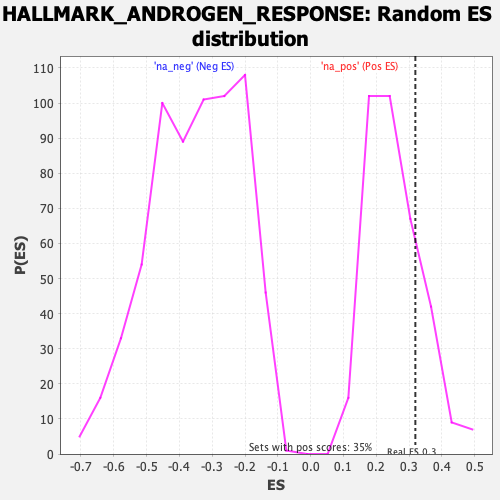 HALLMARK_ANDROGEN_RESPONSE: Random ES
distribution
'na_neg' (Neg ES)
'na_pos' (Pos ES)
110
100
90
80
70
60
50
40
30
20
10
0
P(ES)
Sets with pos scores: 35%
Real ES 0.3
-0.7 -0.6 -0.5 -0.4 -0.3 -0.2 -0.1 0.0 0.1 0.2 0.3 0.4 0.5
ES